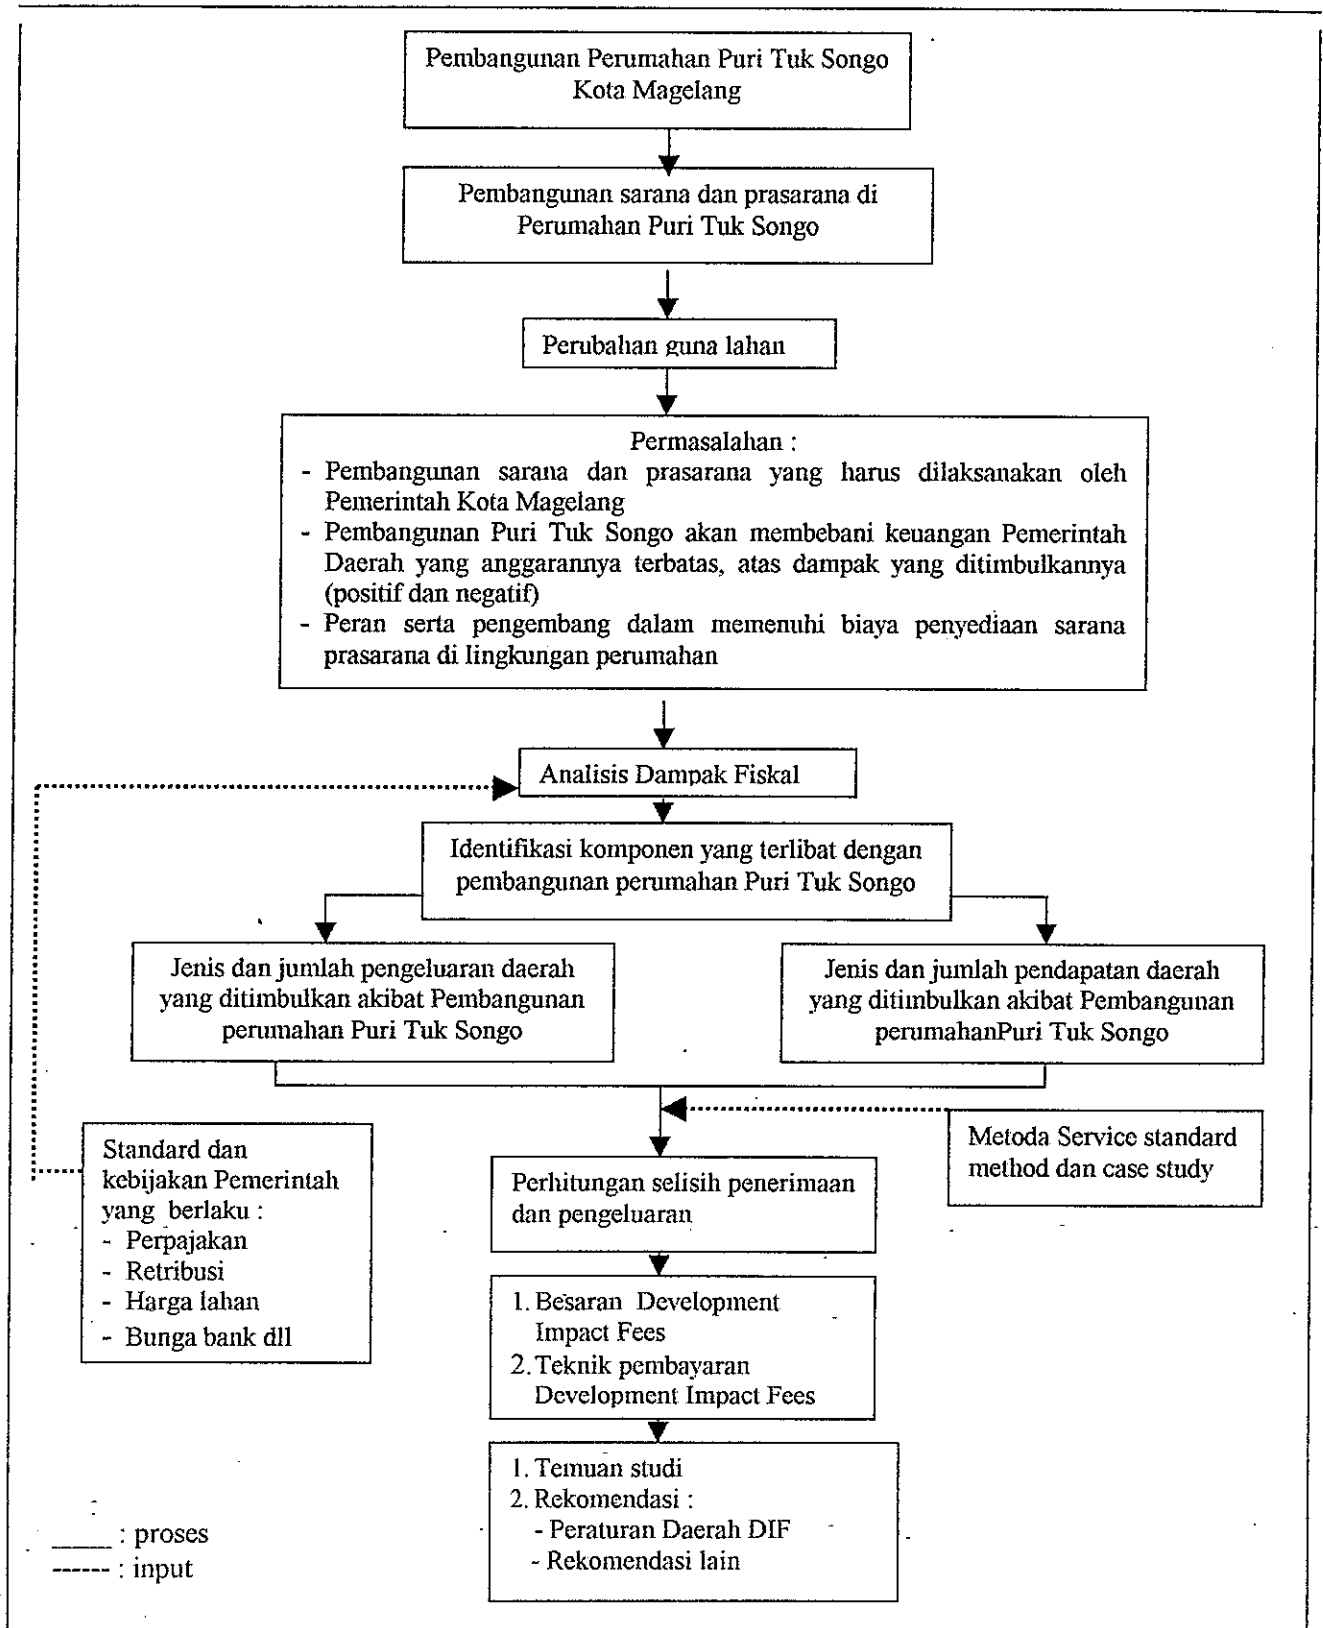 Pembangunan Perumahan Puri Tuk Songo
Kota Magelang
Pembangunan sarana dan prasarana di
Perumahan Puri Tuk Songo
Perubahan guna lahan
Permasalahan :
- Pembangunan sarana dan prasarana yang harus dilaksanakan oleh
Pemerintah Kota Magelang
- Pembangunan Puri Tuk Songo akan membebani keuangan Pemerintah
Daerah yang anggarannya terbatas, atas dampak yang ditimbulkannya
(positif dan negatif)
- Peran serta pengembang dalam memenuhi biaya penyediaan sarana
prasarana di lingkungan perumahan
Analisis Dampak Fiskal
Identifikasi komponen yang terlibat dengan
pembangunan perumahan Puri Tuk Songo
Jenis dan jumlah pengeluaran daerah
yang ditimbulkan akibat Pembangunan
perumahan Puri Tuk Songo
Jenis dan jumlah pendapatan daerah
yang ditimbulkan akibat Pembangunan
perumahanPuri Tuk Songo
Standard dan
kebijakan Pemerintah
yang berlaku :
- Perpajakan
- Retribusi
- Harga lahan
- Bunga bank dll
Metoda Service standard
method dan case study
Perhitungan selisih penerimaan
dan pengeluaran
1. Besaran Development
Impact Fees
2. Teknik pembayaran
Development Impact Fees
1. Temuan studi
2. Rekomendasi :
- Peraturan Daerah DIF
- Rekomendasi lain
_____ : proses
------ : input